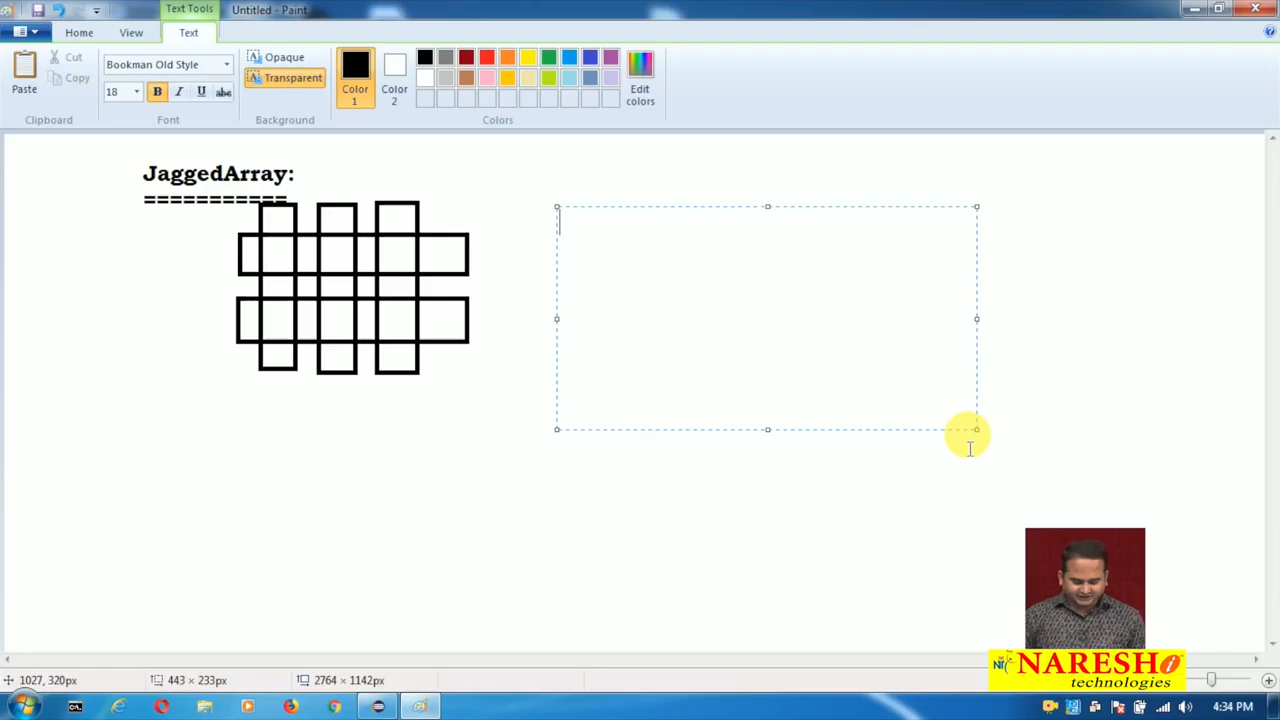 Text Tools
Untitled - Paint
Home
View
Text
Paste
Cut
Copy
Clipboard
Bookman Old Style
18
B
I
U
abc
Font
Opaque
Transparent
Background
Color 1
Color 2
Edit colors
Colors
JaggedArray:
===========
NARESH i
technologies
1027, 320px
443 × 233px
2764 × 1142px
4:34 PM